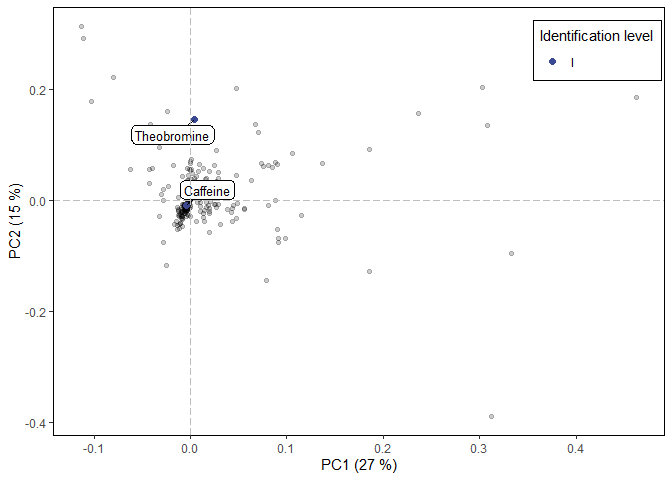 Identification level
I
0.2
0.0
-0.2
-0.4
PC2 (15 %)
Theobromine
Caffeine
-0.1
0.0
0.1
0.2
0.3
0.4
PC1 (27 %)